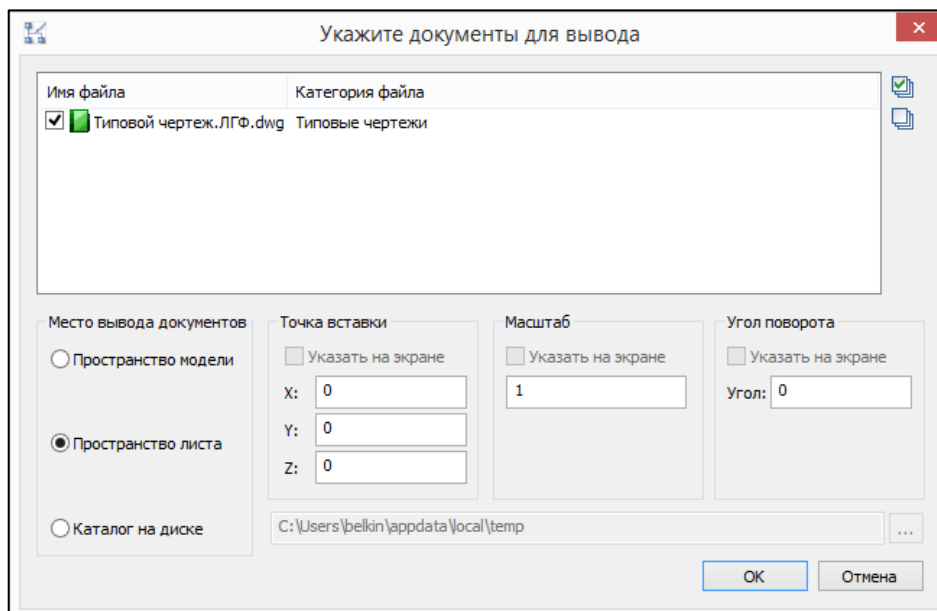 Укажите документы для вывода
Имя файла Категория файла
Типовой чертеж.ЛГФ.dwg Типовые чертежи
Место вывода документов Точка вставки Масштаб Угол поворота
Пространство модели Указать на экране Указать на экране Указать на экране
X: 0 1 Угол: 0
Y: 0
Пространство листа
Z: 0
Каталог на диске C:\Users\belkin\appdata\local\temp ...
OK Отмена